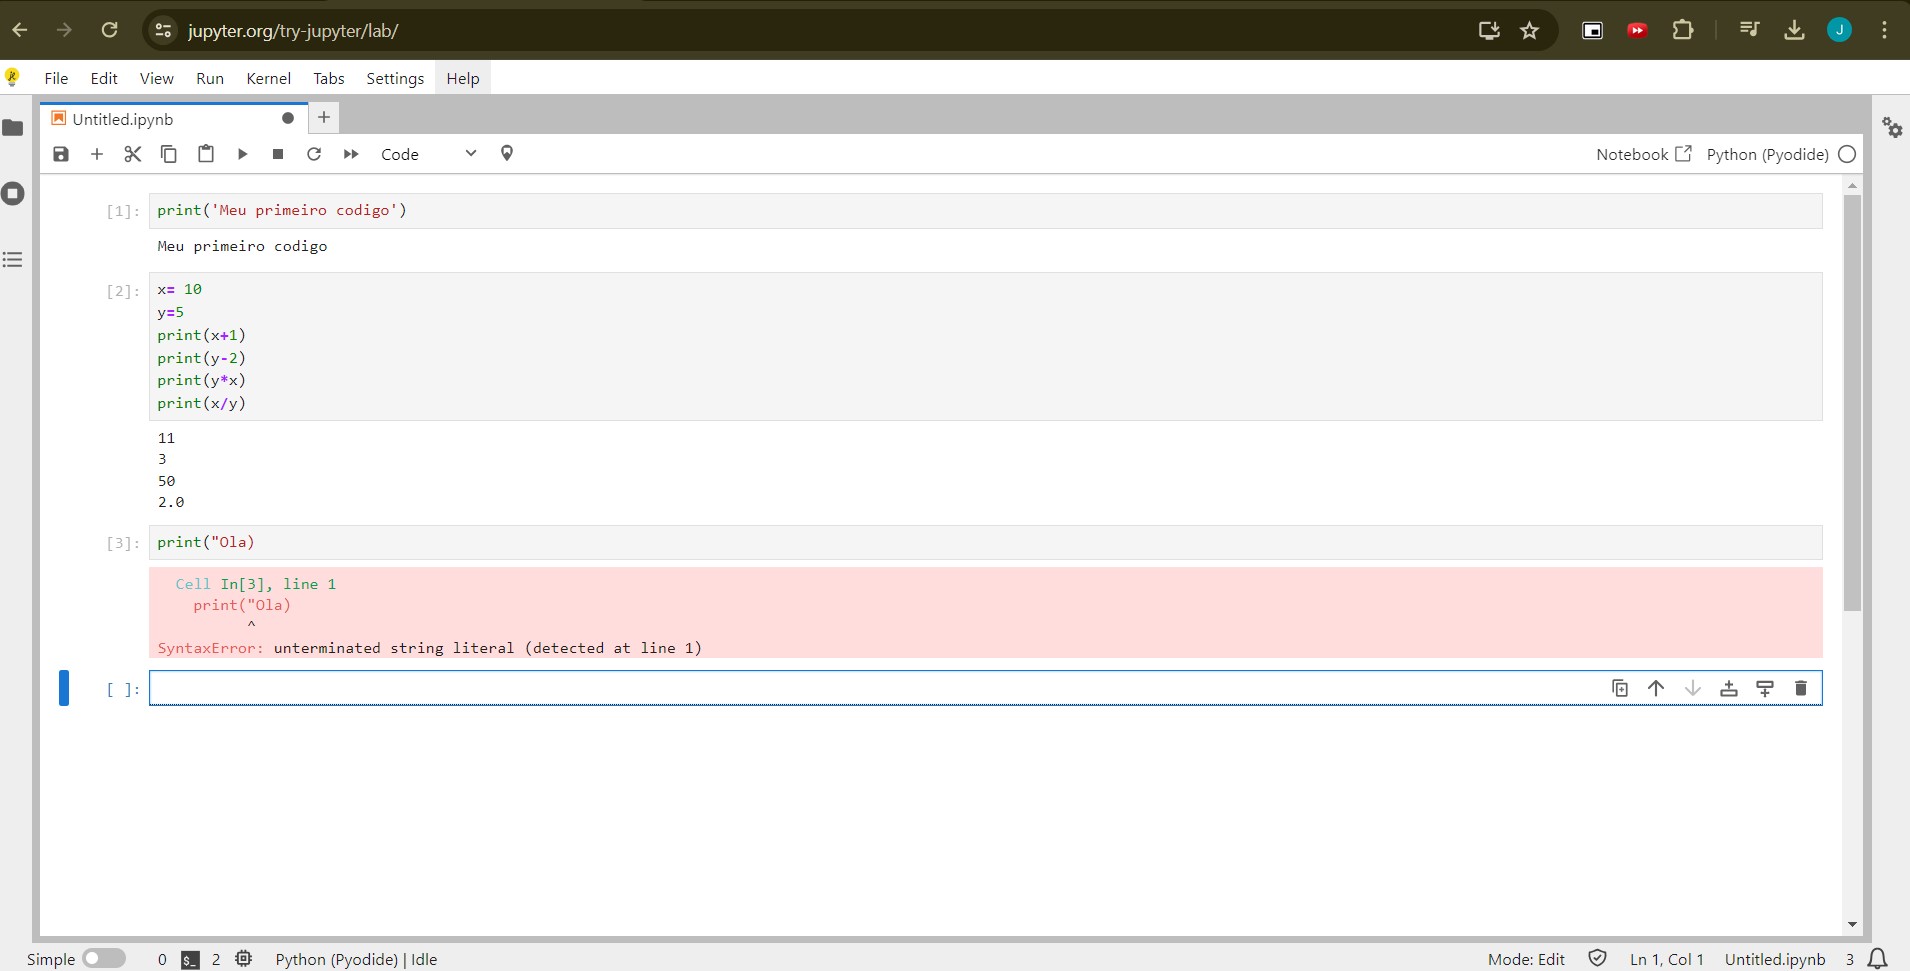 jupyter.org/try-jupyter/lab/
J
File Edit View Run Kernel Tabs Settings Help
Untitled.ipynb
Code
Notebook Python (Pyodide)
[1]: print('Meu primeiro codigo')
Meu primeiro codigo
[2]: x= 10
y=5
print(x+1)
print(y-2)
print(y*x)
print(x/y)
11
3
50
2.0
[3]: print("Ola)
Cell In[3], line 1
print("Ola)
^
SyntaxError: unterminated string literal (detected at line 1)
[ ]:
Simple 0 $_ 2 Python (Pyodide) | Idle Mode: Edit Ln 1, Col 1 Untitled.ipynb 3